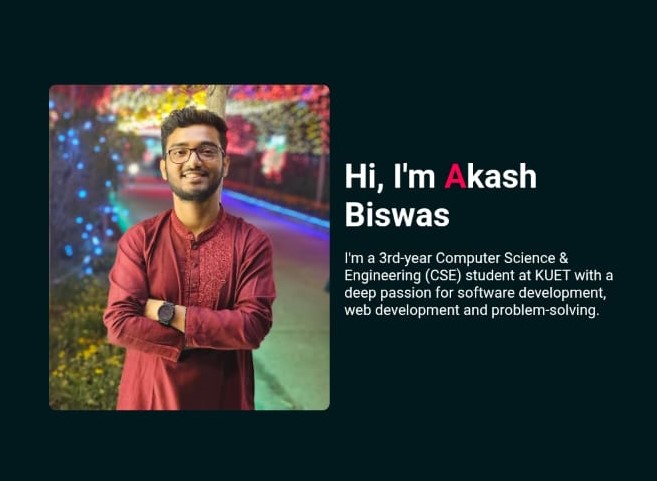 Hi, I'm Akash
Biswas
I'm a 3rd-year Computer Science &
Engineering (CSE) student at KUET with a
deep passion for software development,
web development and problem-solving.